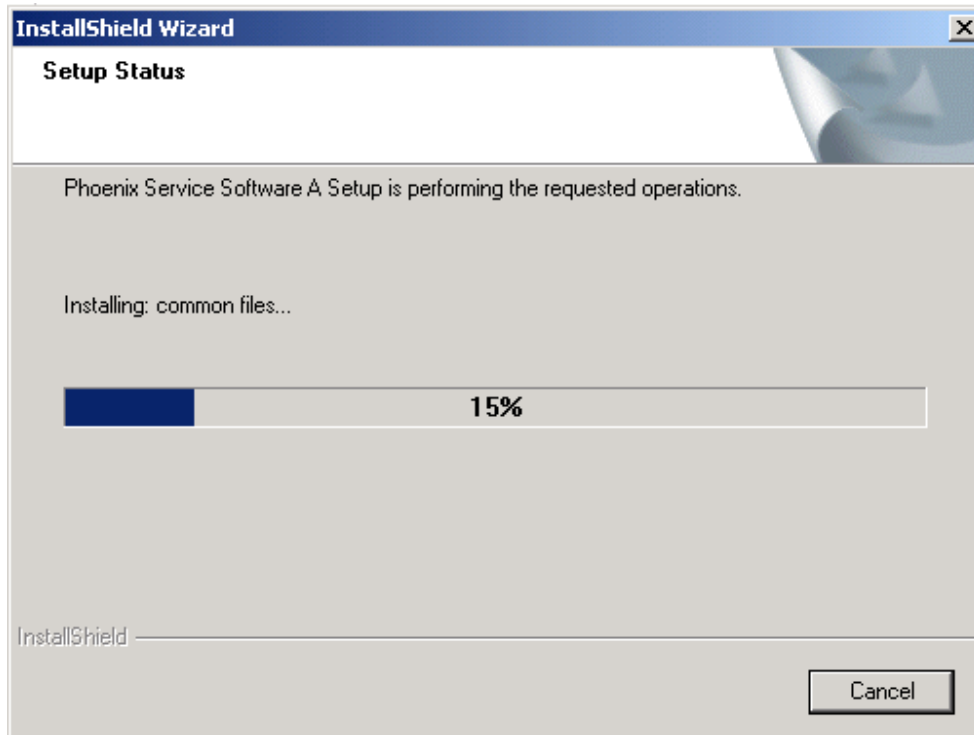 InstallShield Wizard
Setup Status
Phoenix Service Software A Setup is performing the requested operations.
Installing: common files...
15%
InstallShield
Cancel